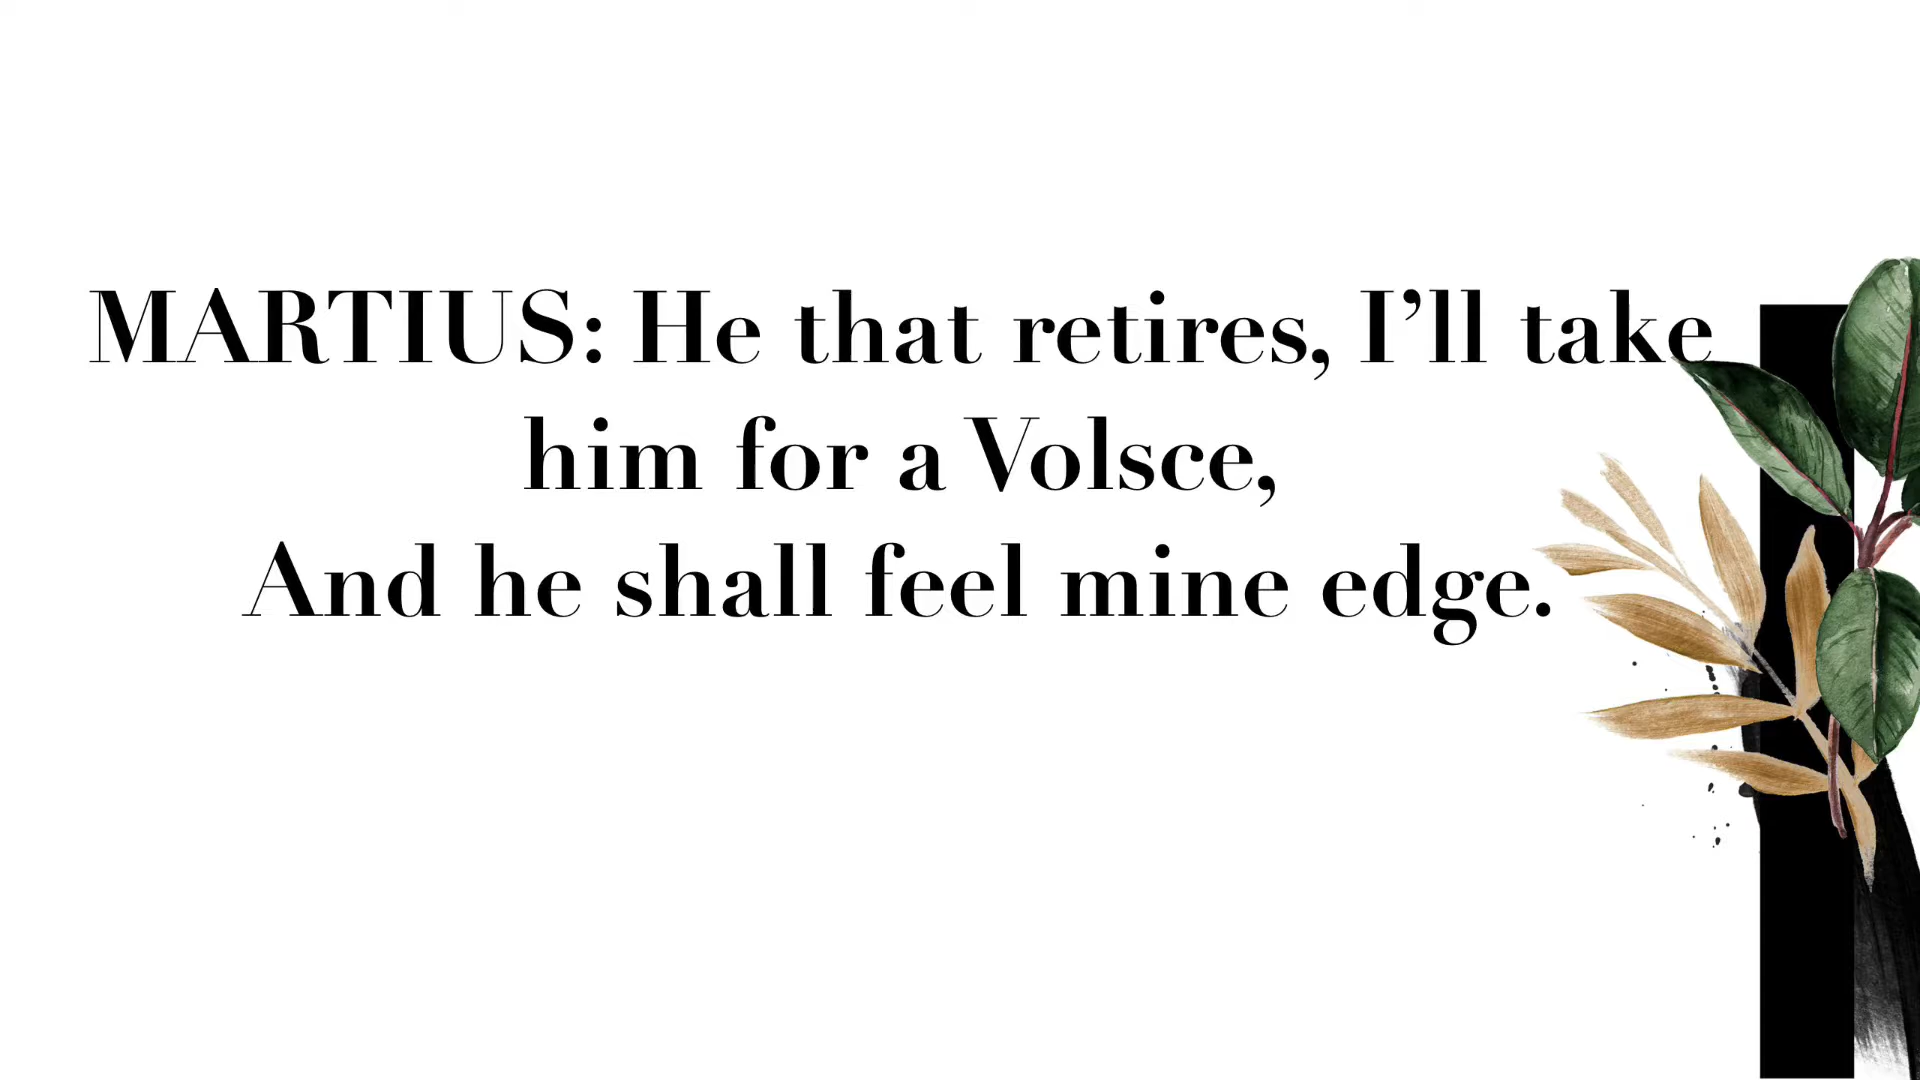 MARTIUS: He that retires, I’ll take
him for a Volsce,
And he shall feel mine edge.